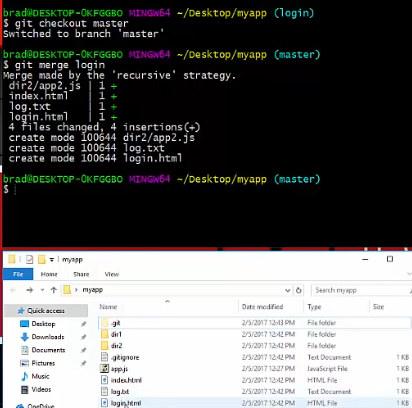 brad@DESKTOP-OKFGGBO MINGW64 ~/Desktop/myapp (login)
$ git checkout master
Switched to branch 'master'
brad@DESKTOP-OKFGGBO MINGW64 ~/Desktop/myapp (master)
$ git merge login
Merge made by the 'recursive' strategy.
dir2/app2.js | 1 +
index.html | 1 +
log.txt | 1 +
login.html | 1 +
4 files changed, 4 insertions(+)
create mode 100644 dir2/app2.js
create mode 100644 log.txt
create mode 100644 login.html
brad@DESKTOP-OKFGGBO MINGW64 ~/Desktop/myapp (master)
$
myapp
File Home Share View
myapp Search myapp
Quick access Name Date modified Type Size
Desktop .git 2/5/2017 12:43 PM File folder
Downloads dir1 2/5/2017 12:42 PM File folder
Documents dir2 2/5/2017 12:42 PM File folder
Pictures .gitignore 2/5/2017 12:42 PM Text Document 1 KB
Music app.js 2/5/2017 12:27 PM JavaScript File 1 KB
Videos index.html 2/5/2017 12:42 PM HTML File 1 KB
log.txt 2/5/2017 12:42 PM Text Document 1 KB
OneDrive login.html 2/5/2017 12:42 PM HTML File 1 KB